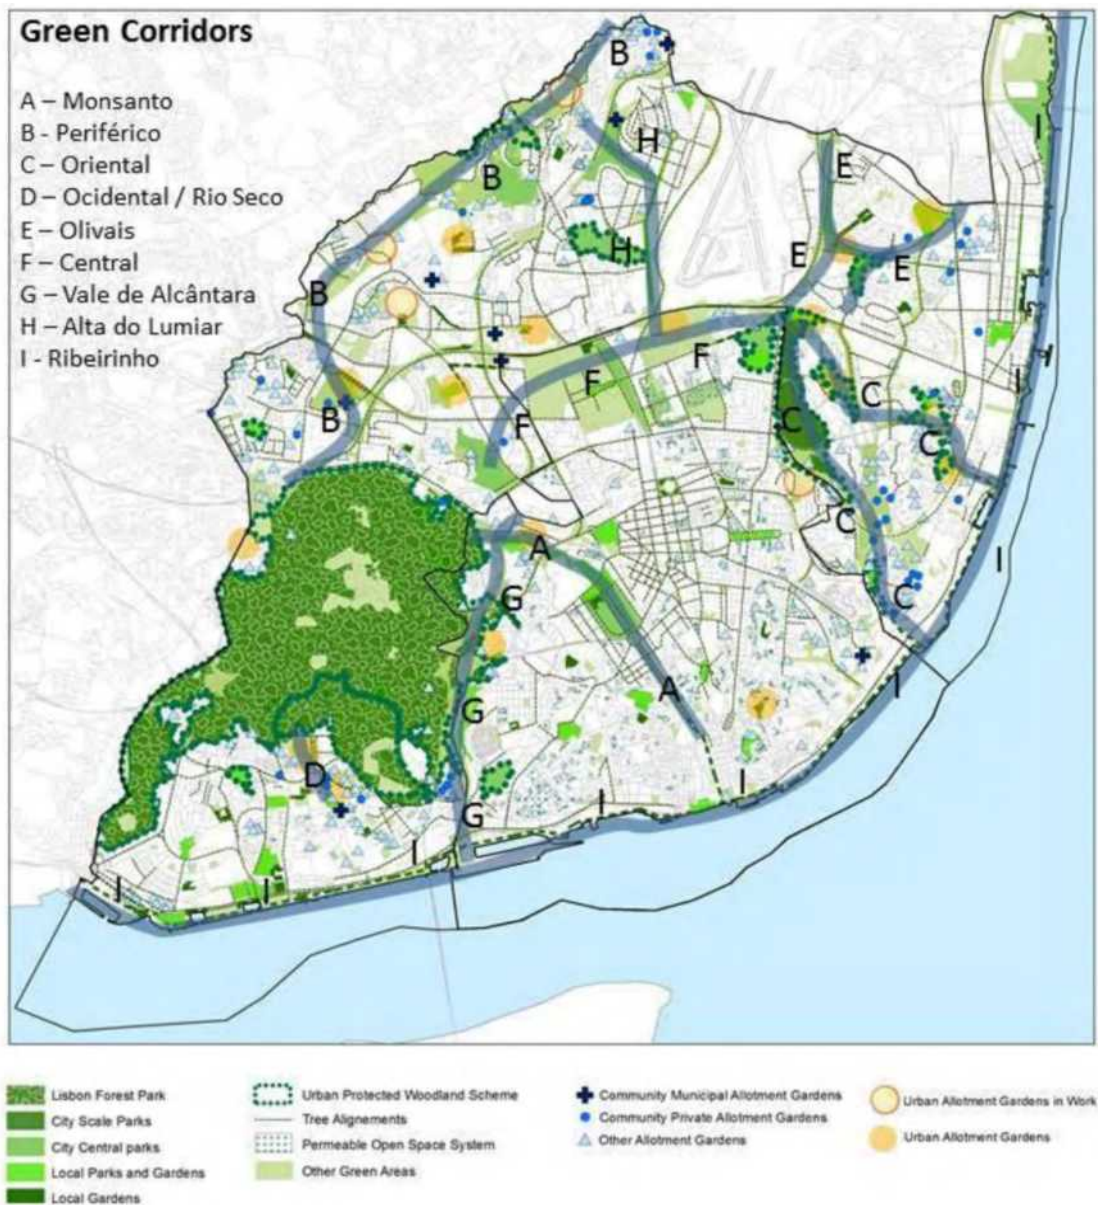 Green Corridors
A – Monsanto
B - Periférico
C – Oriental
D – Ocidental / Rio Seco
E – Olivais
F – Central
G – Vale de Alcântara
H – Alta do Lumiar
I - Ribeirinho
B
H
I
E
B
H
E
E
B
F
F
I
C
B
F
C
C
C
A
I
G
C
A
I
G
D
I
I
G
I
I
I
Lisbon Forest Park
City Scale Parks
City Central parks
Local Parks and Gardens
Local Gardens
Urban Protected Woodland Scheme
Tree Alignements
Permeable Open Space System
Other Green Areas
Community Municipal Allotment Gardens
Community Private Allotment Gardens
Other Allotment Gardens
Urban Allotment Gardens in Work
Urban Allotment Gardens